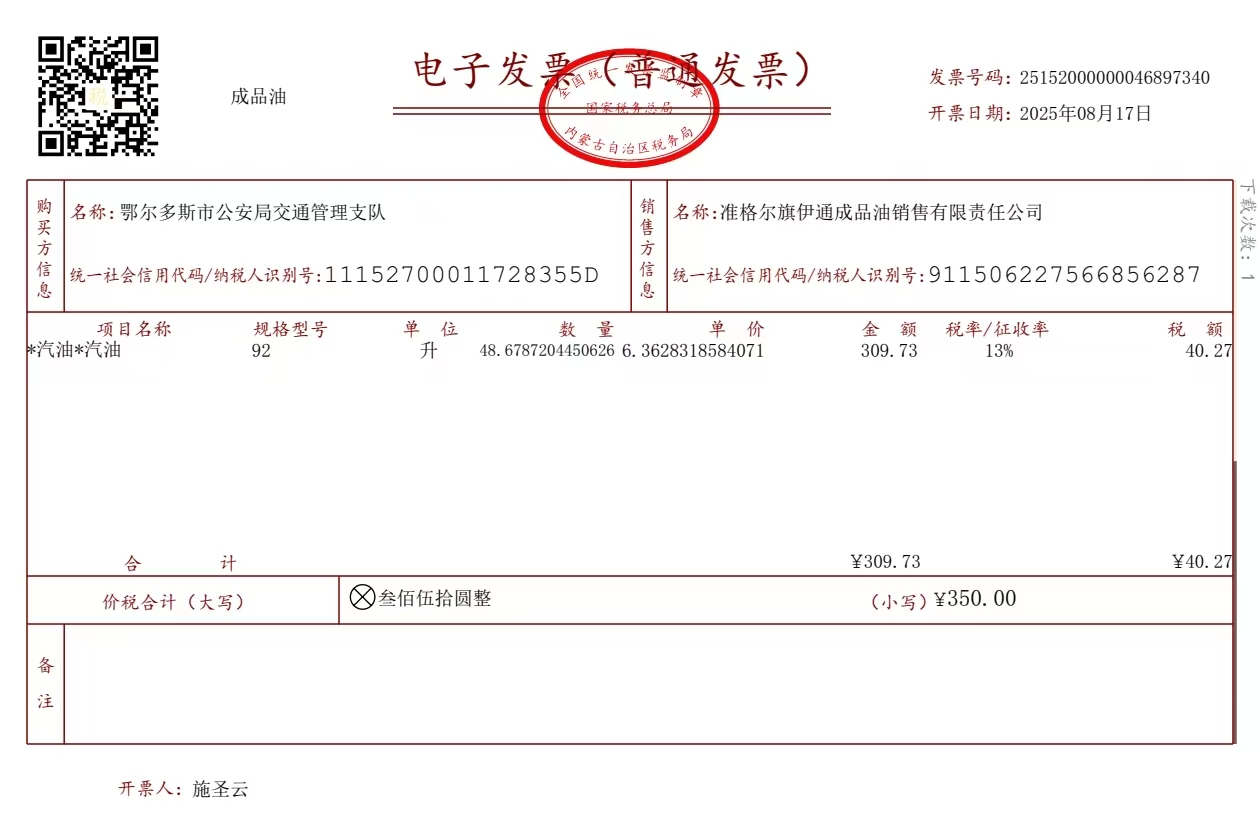 电子发票（普通发票）
税
成品油
全国统一发票监制章
国家税务总局
内蒙古自治区税务局
发票号码：25152000000046897340
开票日期：2025年08月17日
下载次数：1
购买方信息
名称：鄂尔多斯市公安局交通管理支队
统一社会信用代码/纳税人识别号：11152700011728355D
销售方信息
名称：准格尔旗伊通成品油销售有限责任公司
统一社会信用代码/纳税人识别号：911506227566856287
项目名称 规格型号 单位 数量 单价 金额 税率/征收率 税额
*汽油*汽油 92 升 48.6787204450626 6.3628318584071 309.73 13% 40.27
合计 ¥309.73 ¥40.27
价税合计（大写） 叁佰伍拾圆整 （小写）¥350.00
备注
开票人：施圣云